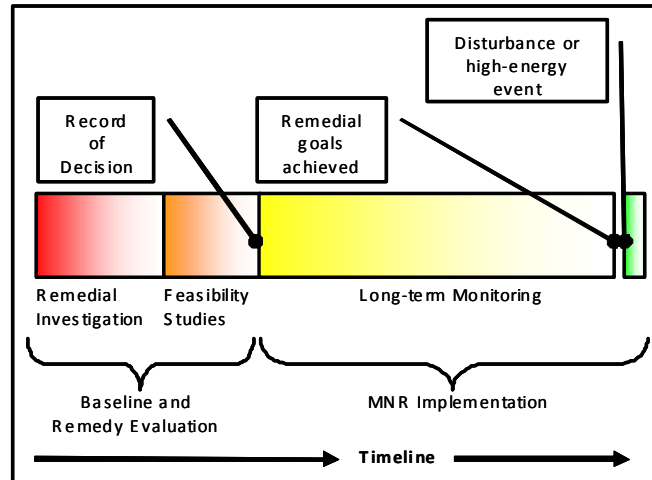 Disturbance or
high-energy
event
Record
of
Decision
Remedial
goals
achieved
Remedial
Investigation
Feasibility
Studies
Long-term Monitoring
Baseline and
Remedy Evaluation
MNR Implementation
Timeline